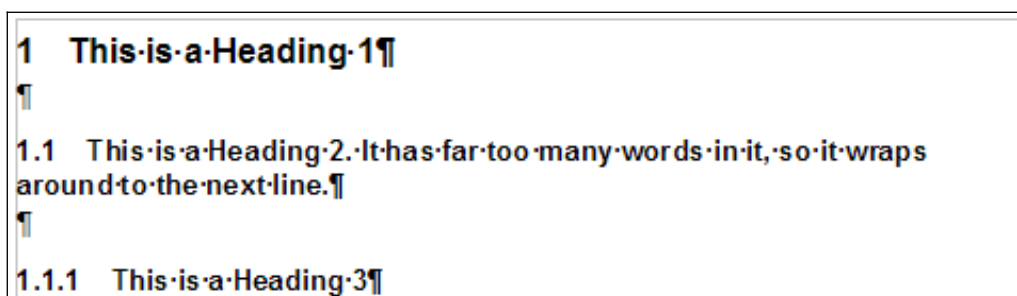 1 This·is·a·Heading·1¶
¶
1.1 This·is·a·Heading·2.·It·has·far·too·many·words·in·it,·so·it·wraps
around·to·the·next·line.¶
¶
1.1.1 This·is·a·Heading·3¶